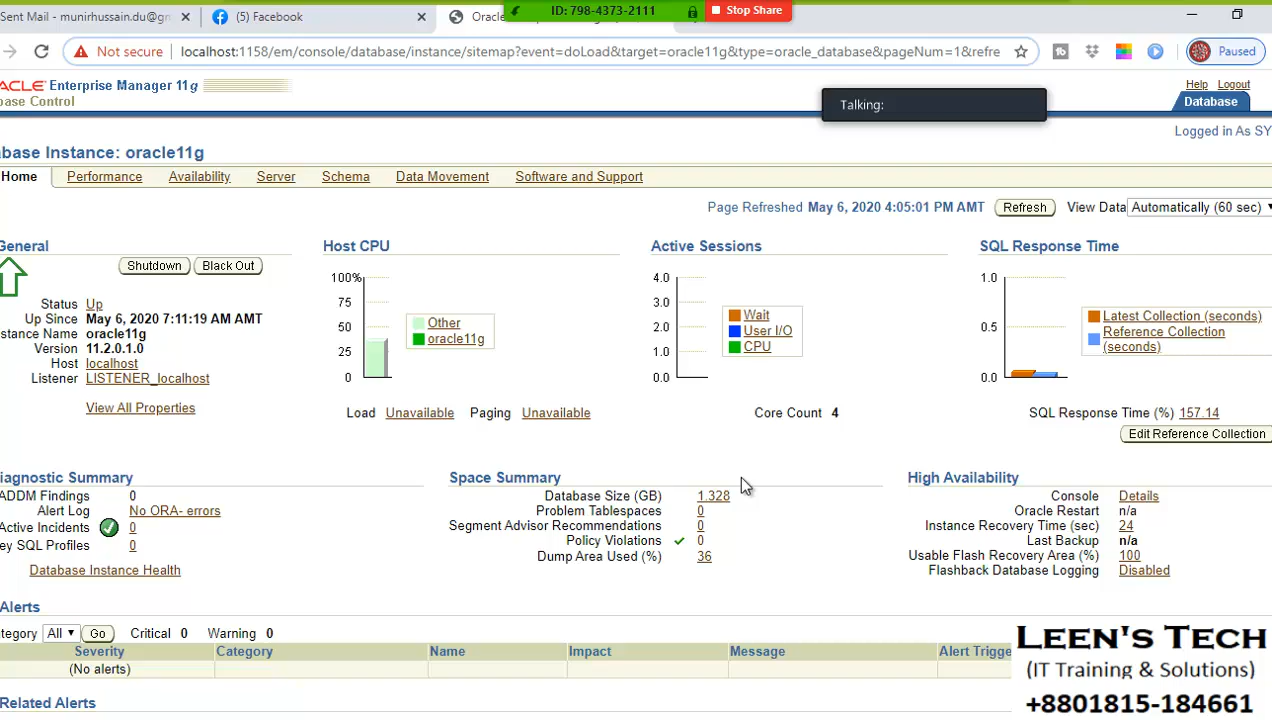 Sent Mail - munirhussain.du@gm
(5) Facebook
Oracle
ID: 798-4373-2111
Stop Share
Not secure
localhost:1158/em/console/database/instance/sitemap?event=doLoad&target=oracle11g&type=oracle_database&pageNum=1&refre
Paused
ACLE Enterprise Manager 11g
base Control
Help Logout
Talking:
Database
Logged in As SY
abase Instance: oracle11g
Home Performance Availability Server Schema Data Movement Software and Support
Page Refreshed May 6, 2020 4:05:01 PM AMT Refresh View Data Automatically (60 sec)
General
Shutdown Black Out
Status Up
Up Since May 6, 2020 7:11:19 AM AMT
nstance Name oracle11g
Version 11.2.0.1.0
Host localhost
Listener LISTENER_localhost
View All Properties
Host CPU
100%
75
50
25
0
Other
oracle11g
Load Unavailable Paging Unavailable
Active Sessions
4.0
3.0
2.0
1.0
0.0
Wait
User I/O
CPU
Core Count 4
SQL Response Time
1.0
0.5
0.0
Latest Collection (seconds)
Reference Collection
(seconds)
SQL Response Time (%) 157.14
Edit Reference Collection
iagnostic Summary
ADDM Findings 0
Alert Log No ORA- errors
Active Incidents 0
ey SQL Profiles 0
Database Instance Health
Space Summary
Database Size (GB) 1.328
Problem Tablespaces 0
Segment Advisor Recommendations 0
Policy Violations 0
Dump Area Used (%) 36
High Availability
Console Details
Oracle Restart n/a
Instance Recovery Time (sec) 24
Last Backup n/a
Usable Flash Recovery Area (%) 100
Flashback Database Logging Disabled
Alerts
tegory All Go Critical 0 Warning 0
Severity Category Name Impact Message Alert Trigge
(No alerts)
Related Alerts
LEEN'S TECH
(IT Training & Solutions)
+8801815-184661